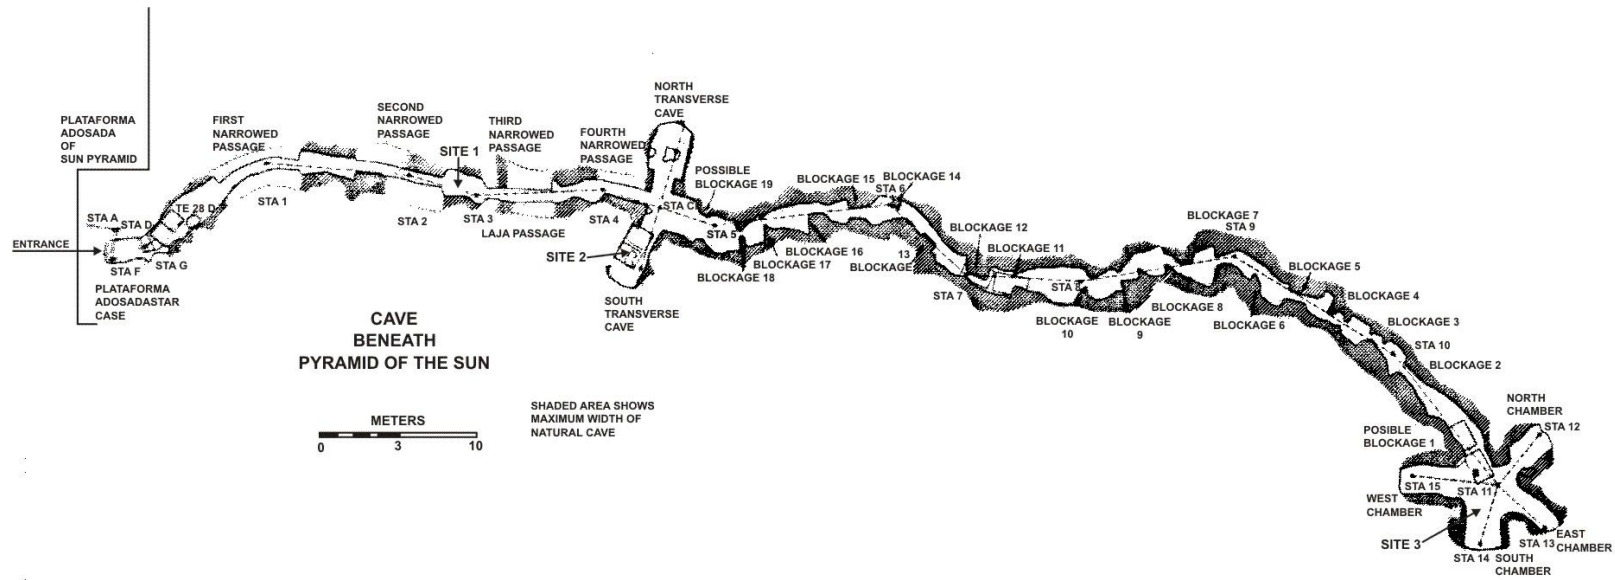 PLATAFORMA
ADOSADA
OF
SUN PYRAMID
ENTRANCE
STA A
STA D
STA F
STA G
TE 28 D
PLATAFORMA
ADOSADASTAR
CASE
FIRST
NARROWED
PASSAGE
STA 1
SECOND
NARROWED
PASSAGE
SITE 1
STA 2
STA 3
THIRD
NARROWED
PASSAGE
LAJA PASSAGE
FOURTH
NARROWED
PASSAGE
STA 4
NORTH
TRANSVERSE
CAVE
SITE 2
SOUTH
TRANSVERSE
CAVE
POSSIBLE
BLOCKAGE 19
STA 5
BLOCKAGE 18
BLOCKAGE 17
BLOCKAGE 16
BLOCKAGE 15
STA 6
BLOCKAGE 14
13
BLOCKAGE
BLOCKAGE 12
BLOCKAGE 11
STA 7
STA 8
BLOCKAGE
10
BLOCKAGE
9
BLOCKAGE 8
BLOCKAGE 7
STA 9
BLOCKAGE 6
BLOCKAGE 5
BLOCKAGE 4
BLOCKAGE 3
STA 10
BLOCKAGE 2
POSIBLE
BLOCKAGE 1
NORTH
CHAMBER
STA 12
STA 15
STA 11
WEST
CHAMBER
SITE 3
STA 14
SOUTH
CHAMBER
STA 13
EAST
CHAMBER
CAVE
BENEATH
PYRAMID OF THE SUN
METERS
0 3 10
SHADED AREA SHOWS
MAXIMUM WIDTH OF
NATURAL CAVE